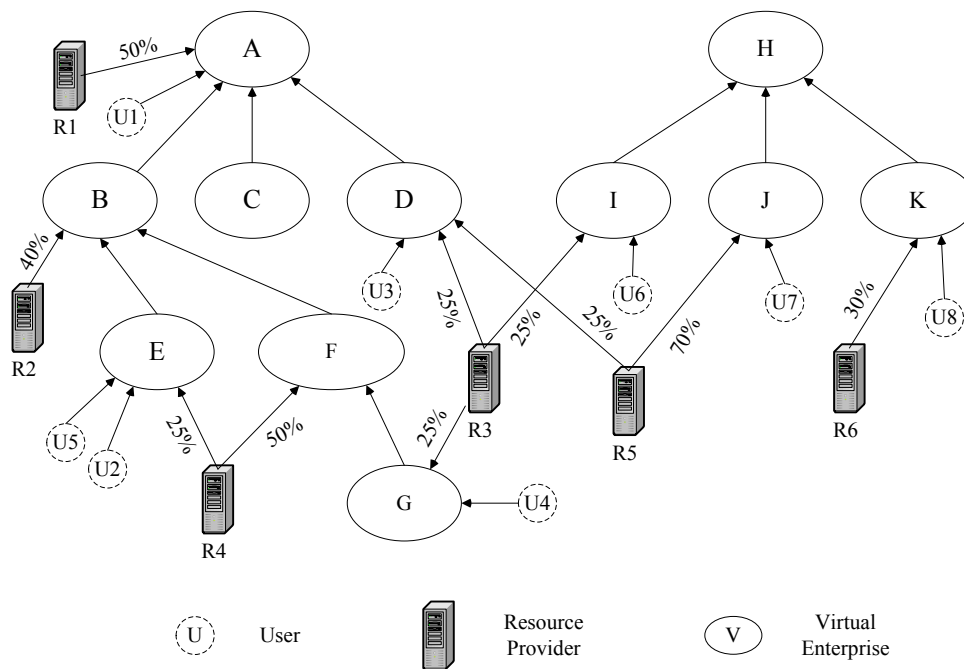 50%
A
H
U1
R1
B
C
D
I
J
K
40%
U3
25%
25%
25%
70%
U6
U7
30%
U8
R2
E
F
R3
R5
R6
U5
U2
25%
50%
25%
G
U4
R4
U
User
Resource
Provider
V
Virtual
Enterprise